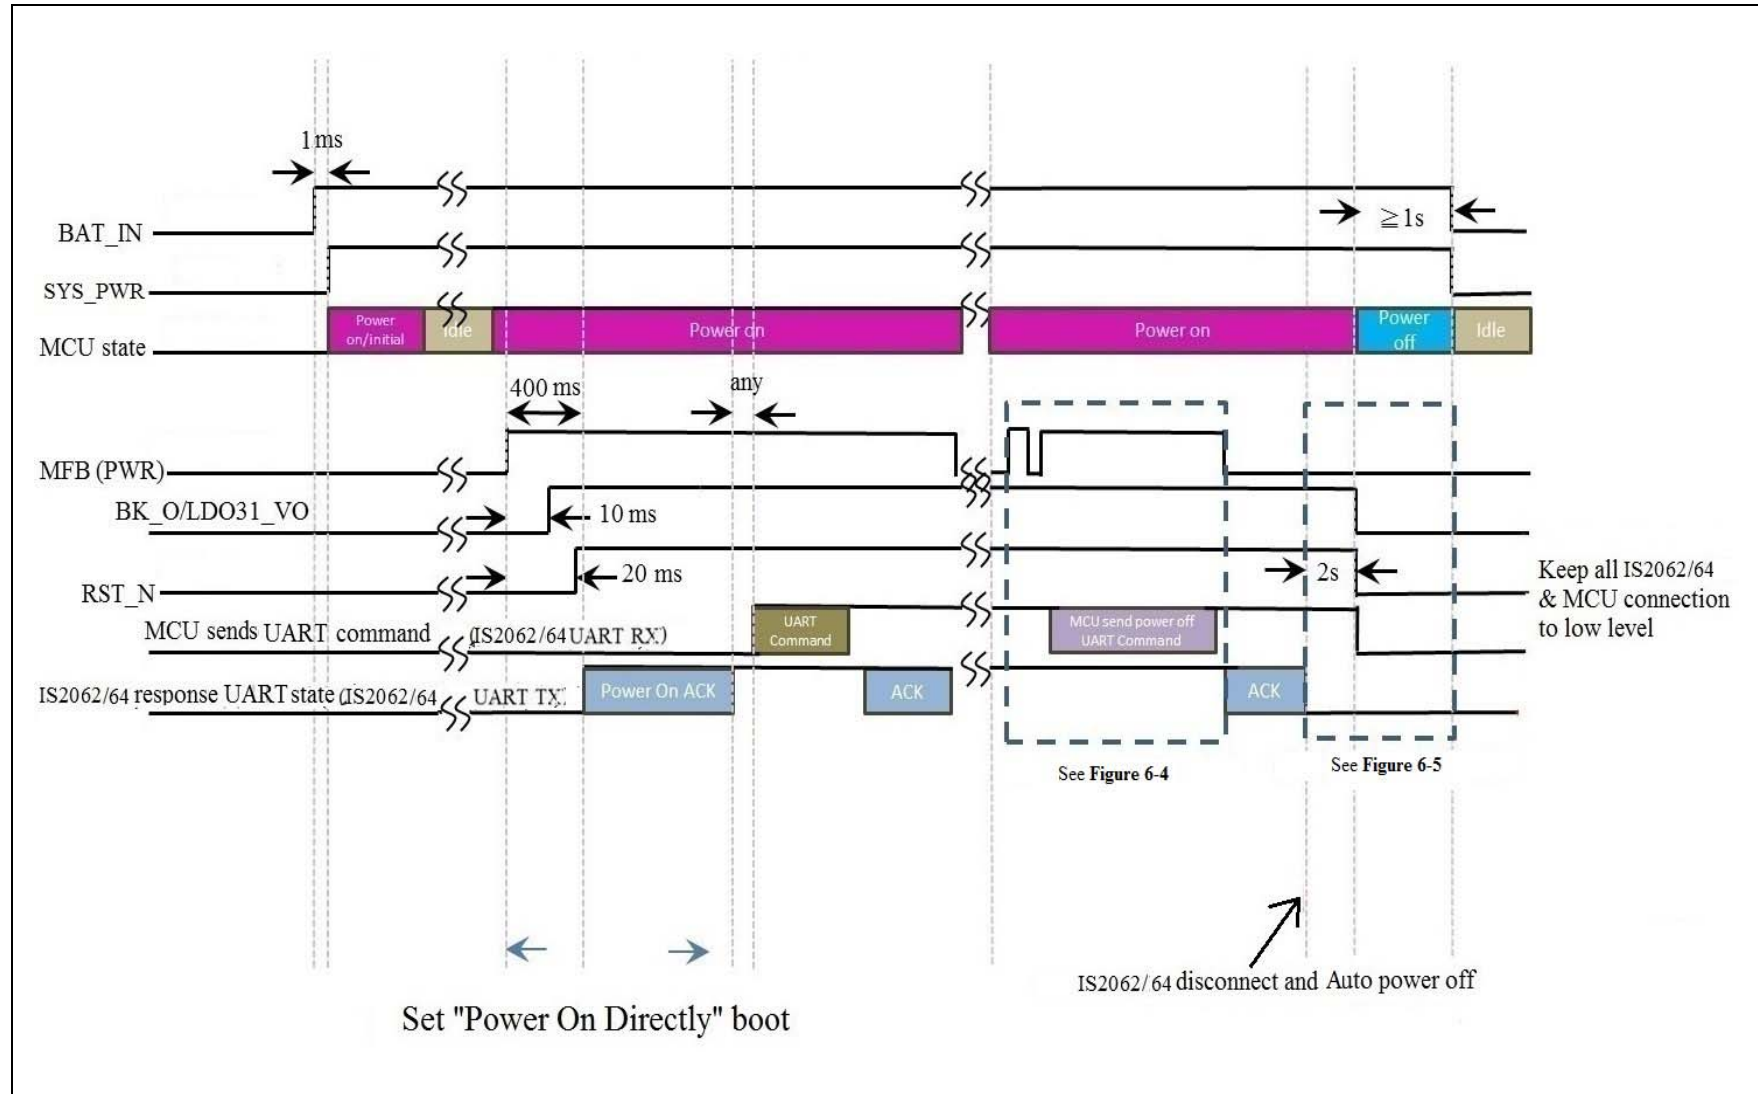 1 ms
BAT_IN
≧1s
SYS_PWR
MCU state
Power on/initial
Idle
Power on
Power on
Power off
Idle
400 ms
any
MFB (PWR)
BK_O/LDO31_VO
10 ms
RST_N
20 ms
2s
Keep all IS2062/64
& MCU connection
to low level
MCU sends UART command (IS2062/64 UART RX)
UART
Command
MCU send power off
UART Command
IS2062/64 response UART state (IS2062/64 UART TX)
Power On ACK
ACK
ACK
See Figure 6-4
See Figure 6-5
IS2062/64 disconnect and Auto power off
Set "Power On Directly" boot